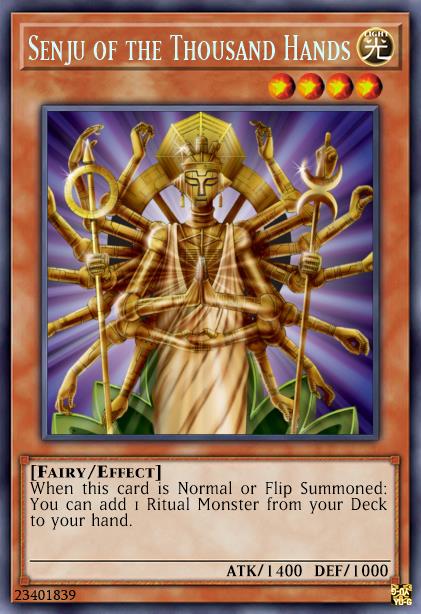 Senju of the Thousand Hands
LIGHT
光
[Fairy/Effect]
When this card is Normal or Flip Summoned:
You can add 1 Ritual Monster from your Deck
to your hand.
ATK/1400 DEF/1000
23401839